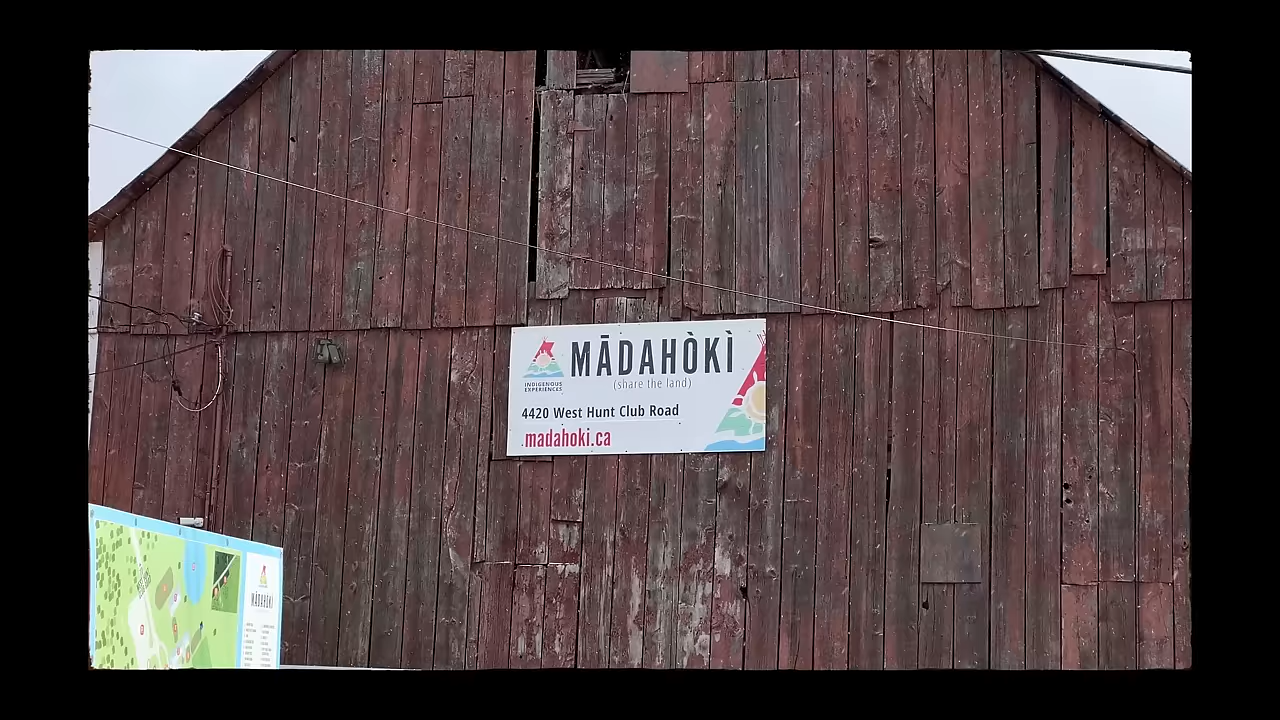 MĀDAHÒKÌ
(share the land)
INDIGENOUS
EXPERIENCES
4420 West Hunt Club Road
madahoki.ca
MĀDAHÒKÌ